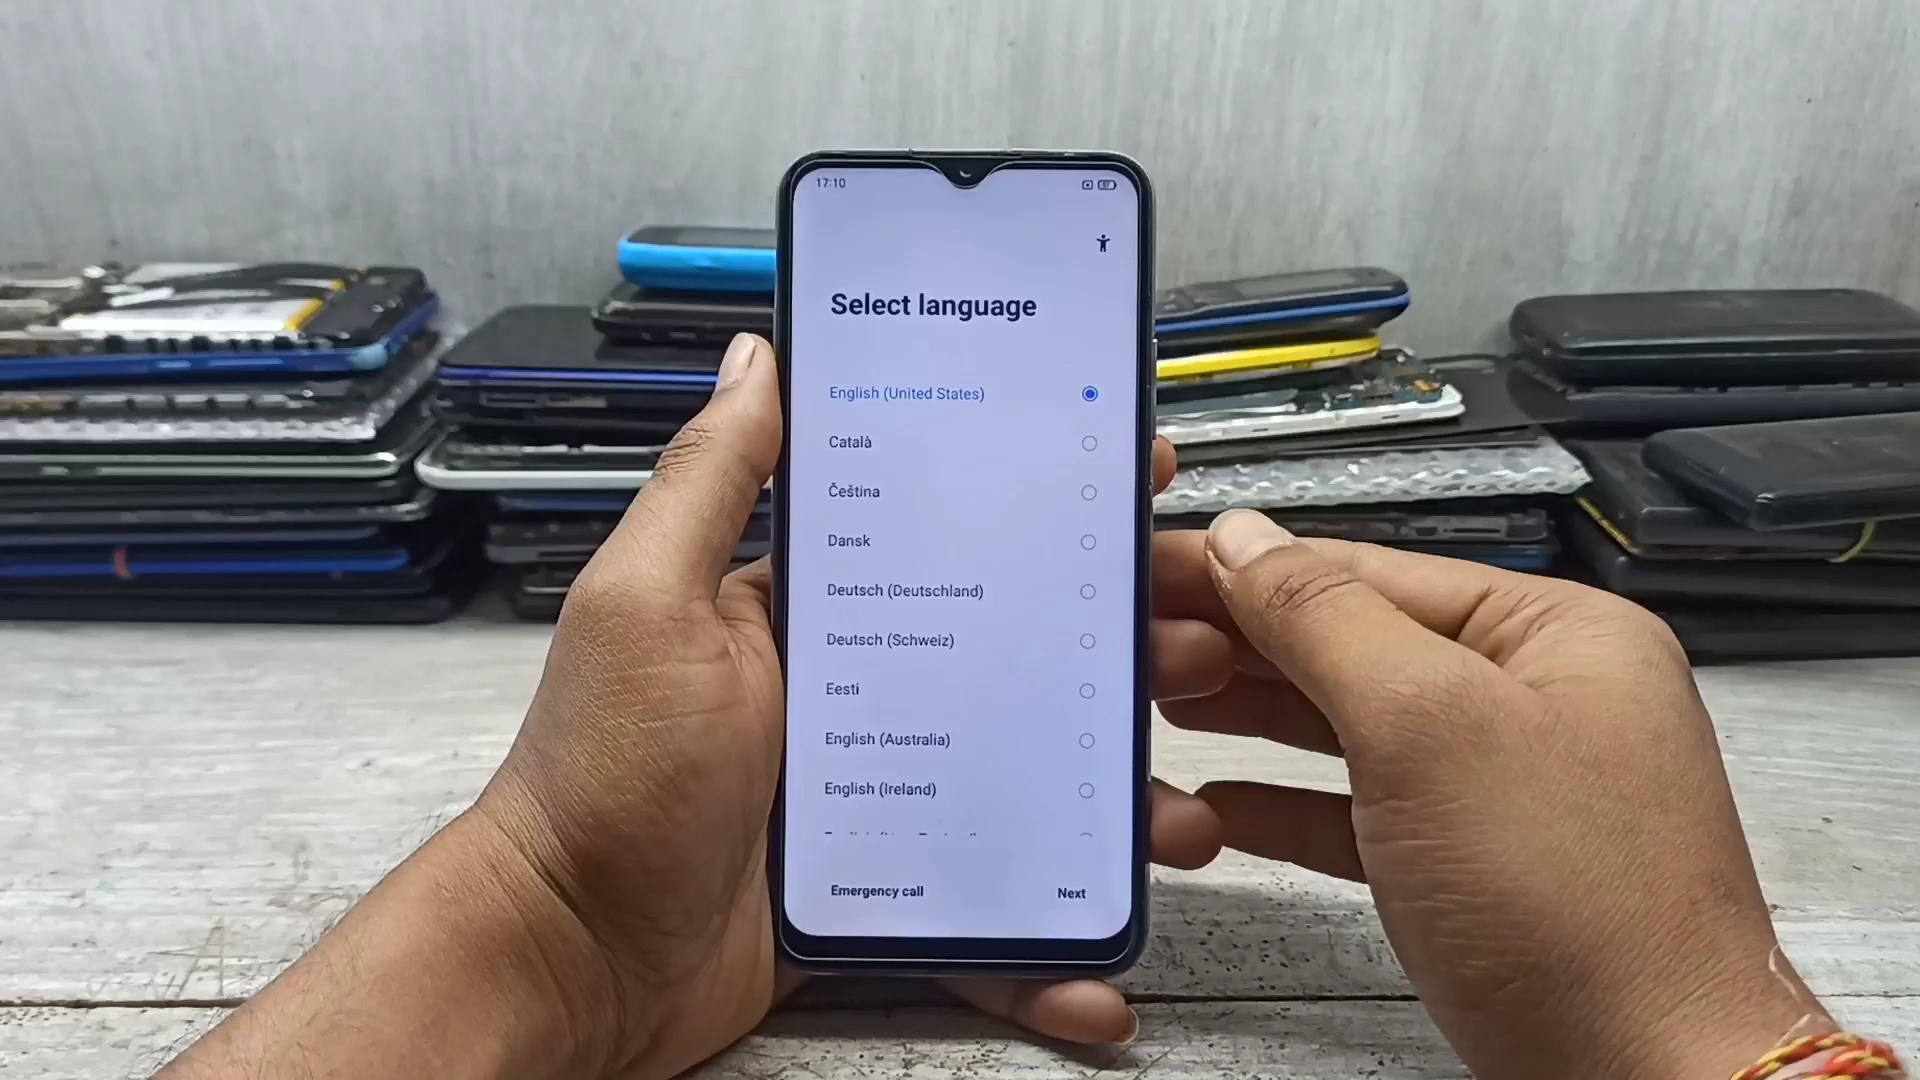 17:10
Select language
English (United States)
Català
Čeština
Dansk
Deutsch (Deutschland)
Deutsch (Schweiz)
Eesti
English (Australia)
English (Ireland)
Emergency call
Next